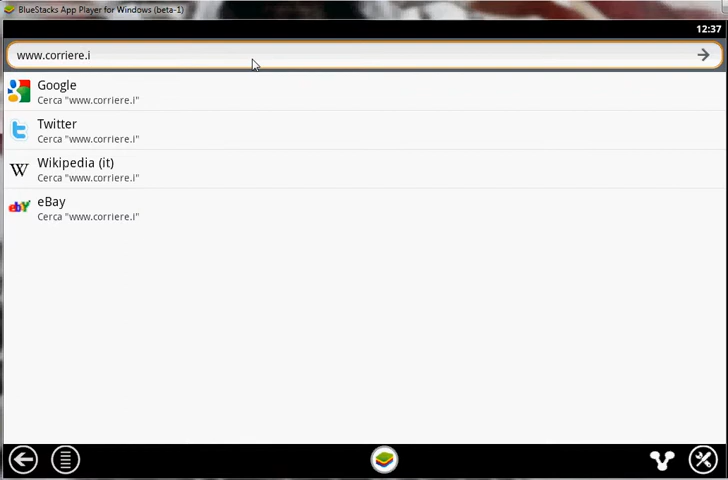 BlueStacks App Player for Windows (beta-1)
12:37
www.corriere.i
Google
Cerca "www.corriere.i"
Twitter
Cerca "www.corriere.i"
W Wikipedia (it)
Cerca "www.corriere.i"
ebY eBay
Cerca "www.corriere.i"